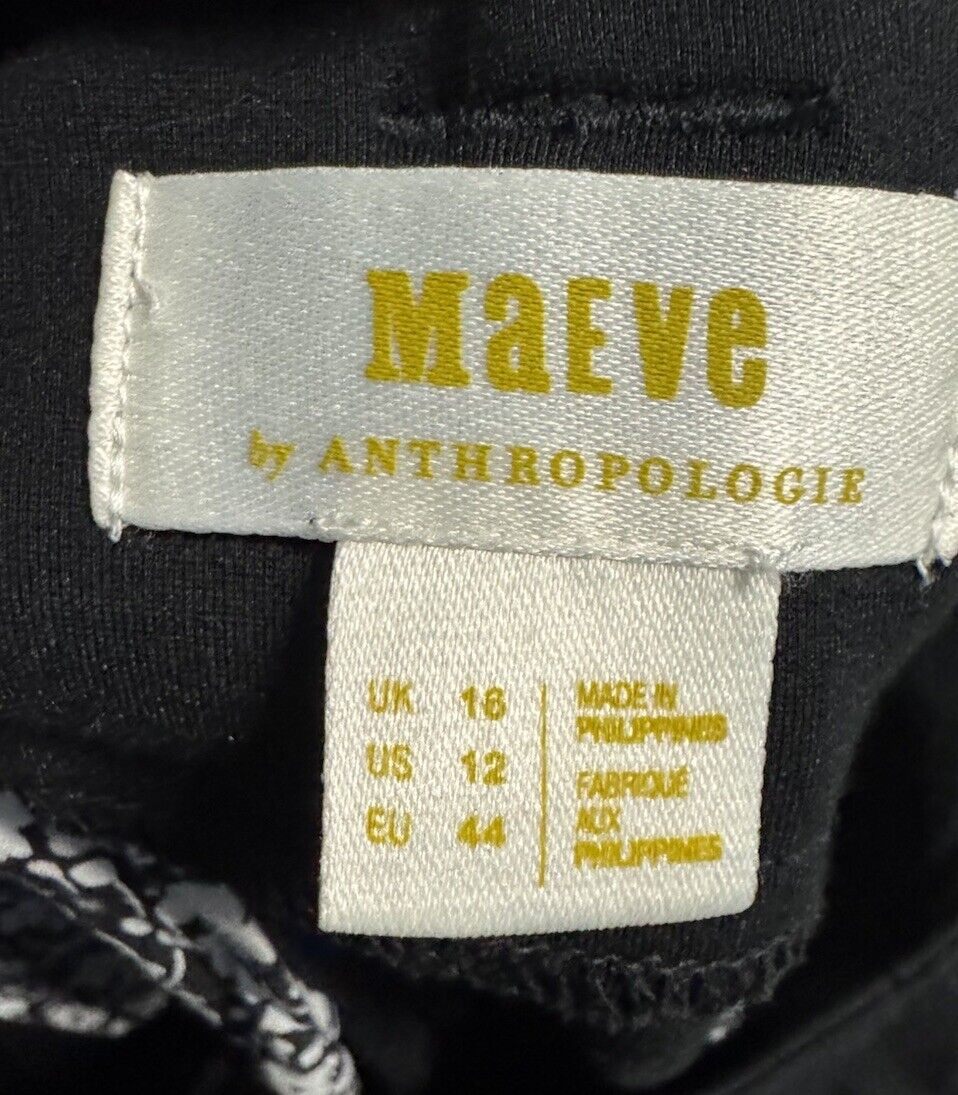 MaEve
by ANTHROPOLOGIE
UK 16
US 12
EU 44
MADE IN
PHILIPPINES
FABRIQUÉ
AUX
PHILIPPINES